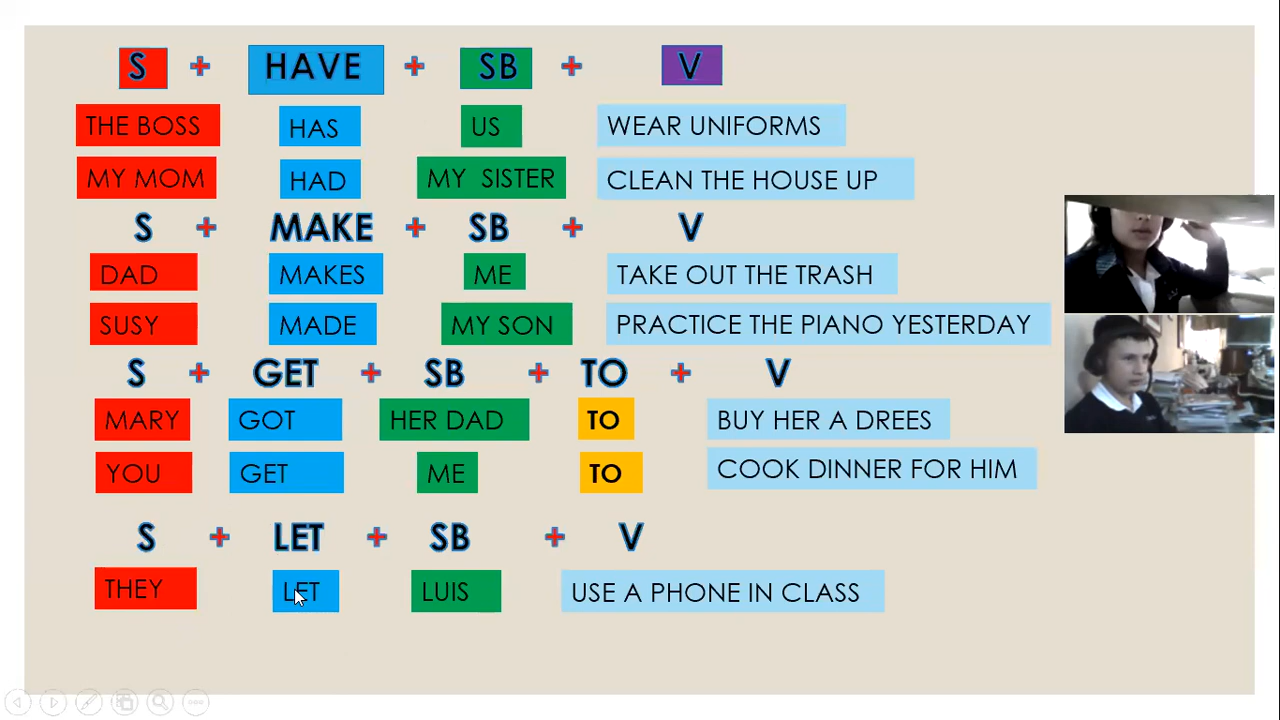 S + HAVE + SB + V
THE BOSS HAS US WEAR UNIFORMS
MY MOM HAD MY SISTER CLEAN THE HOUSE UP
S + MAKE + SB + V
DAD MAKES ME TAKE OUT THE TRASH
SUSY MADE MY SON PRACTICE THE PIANO YESTERDAY
S + GET + SB + TO + V
MARY GOT HER DAD TO BUY HER A DREES
YOU GET ME TO COOK DINNER FOR HIM
S + LET + SB + V
THEY LET LUIS USE A PHONE IN CLASS